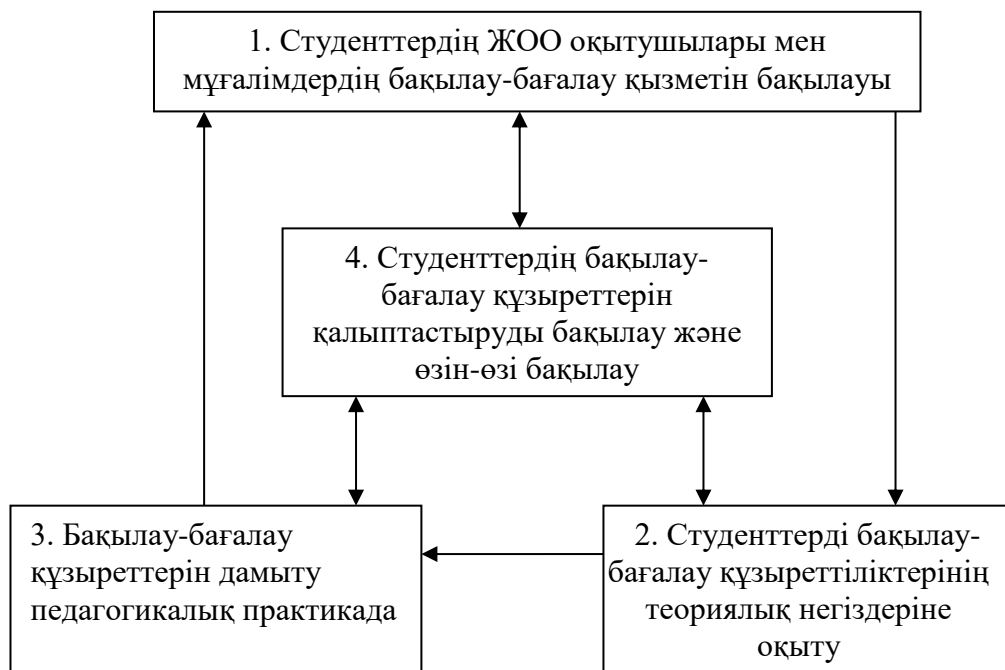 1. Студенттердің ЖОО оқытушылары мен
мұғалімдердің бақылау-бағалау қызметін бақылауы
4. Студенттердің бақылау-
бағалау құзыреттерін
қалыптастыруды бақылау және
өзін-өзі бақылау
3. Бақылау-бағалау
құзыреттерін дамыту
педагогикалық практикада
2. Студенттерді бақылау-
бағалау құзыреттіліктерінің
теориялық негіздеріне
оқыту